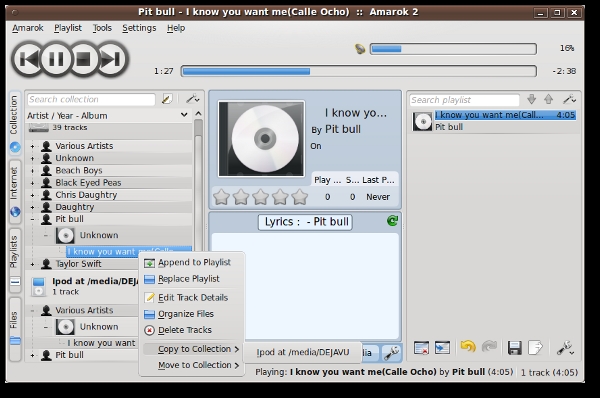 Pit bull - I know you want me(Calle Ocho) :: Amarok 2
Amarok Playlist Tools Settings Help
16%
1:27
-2:38
Collection
Internet
Playlists
Files
Search collection
Artist / Year - Album
39 tracks
Various Artists
Unknown
Beach Boys
Black Eyed Peas
Chris Daughtry
Daughtry
Pit bull
Unknown
I know you want me(Calle
Taylor Swift
Ipod at /media/DEJA
1 track
Various Artists
Unknown
I know you want
Pit bull
Append to Playlist
Replace Playlist
Edit Track Details
Organize Files
Delete Tracks
Copy to Collection
Move to Collection
Ipod at /media/DEJAVU
I know yo...
By Pit bull
On
Play ... S... Last P...
0 0 Never
Lyrics : - Pit bull
Search playlist
I know you want me(Call... 4:05
Pit bull
Playing: I know you want me(Calle Ocho) by Pit bull (4:05)
1 track (4:05)